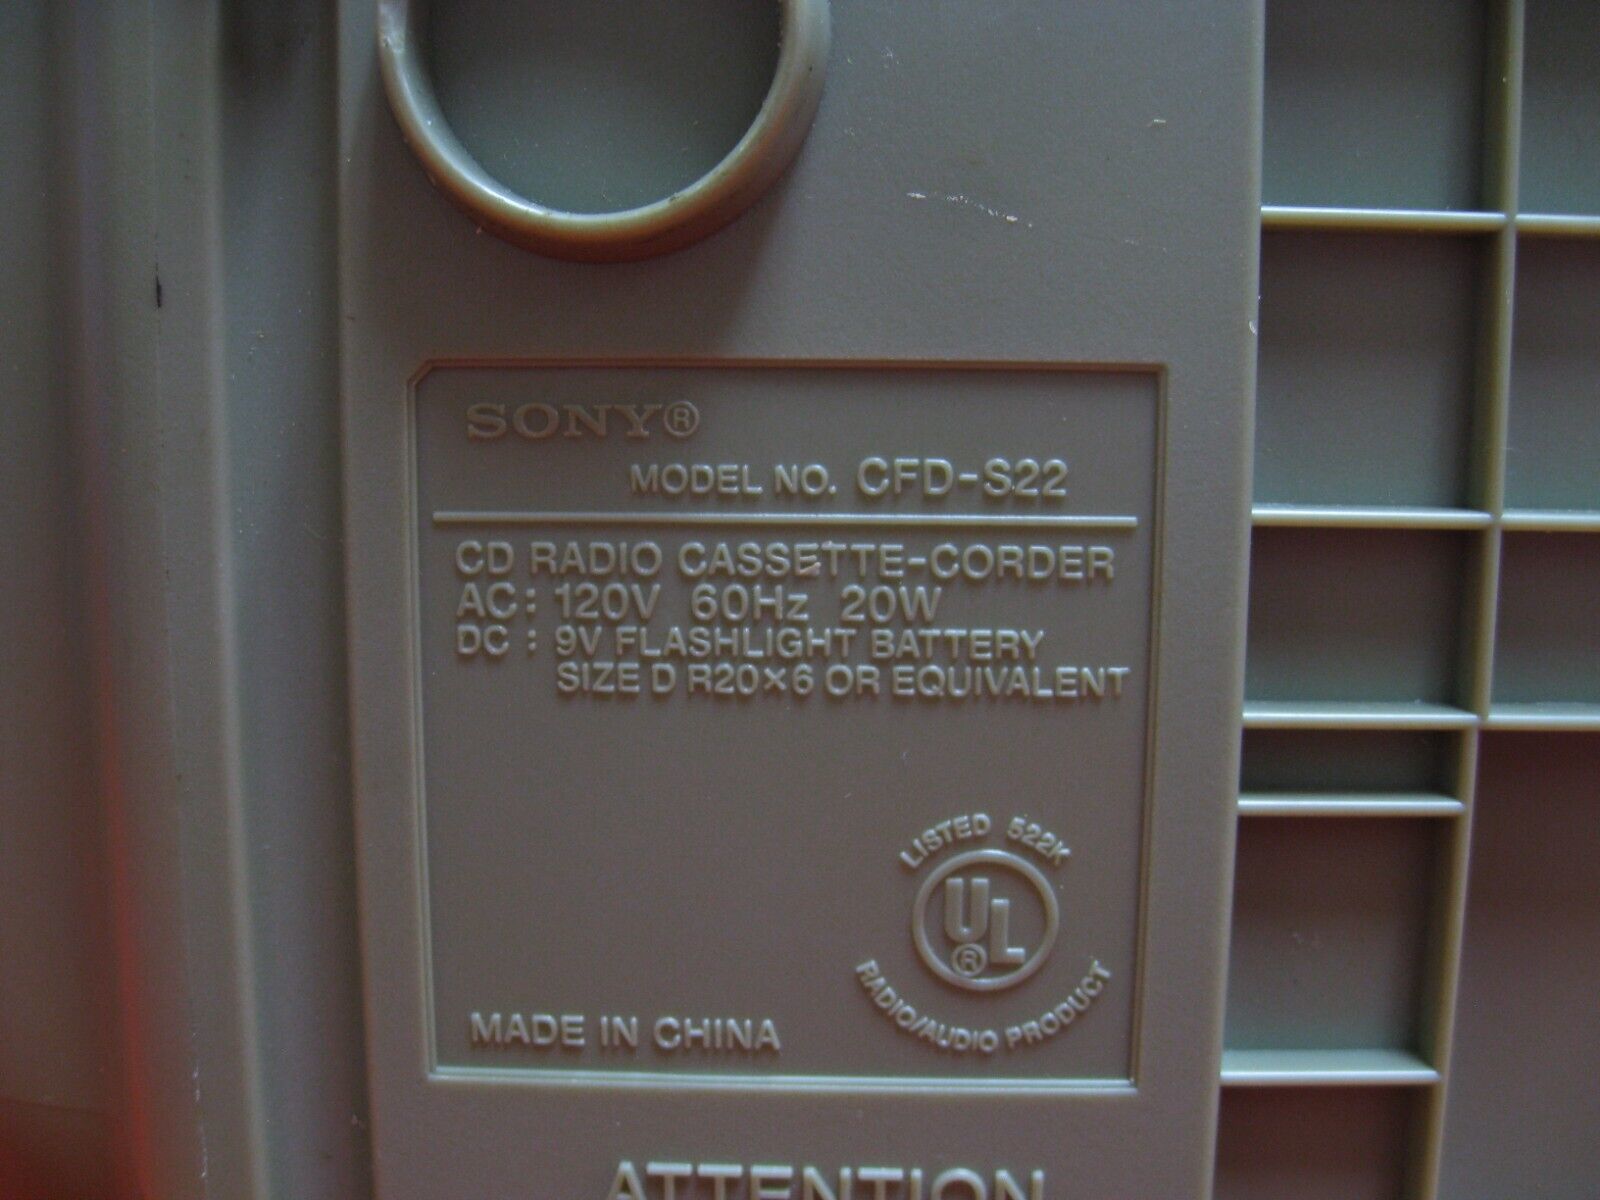 SONY®
MODEL NO. CFD-S22
CD RADIO CASSETTE-CORDER
AC: 120V 60Hz 20W
DC: 9V FLASHLIGHT BATTERY
SIZE D R20×6 OR EQUIVALENT
LISTED 522K
UL®
RADIO/AUDIO PRODUCT
MADE IN CHINA
ATTENTION